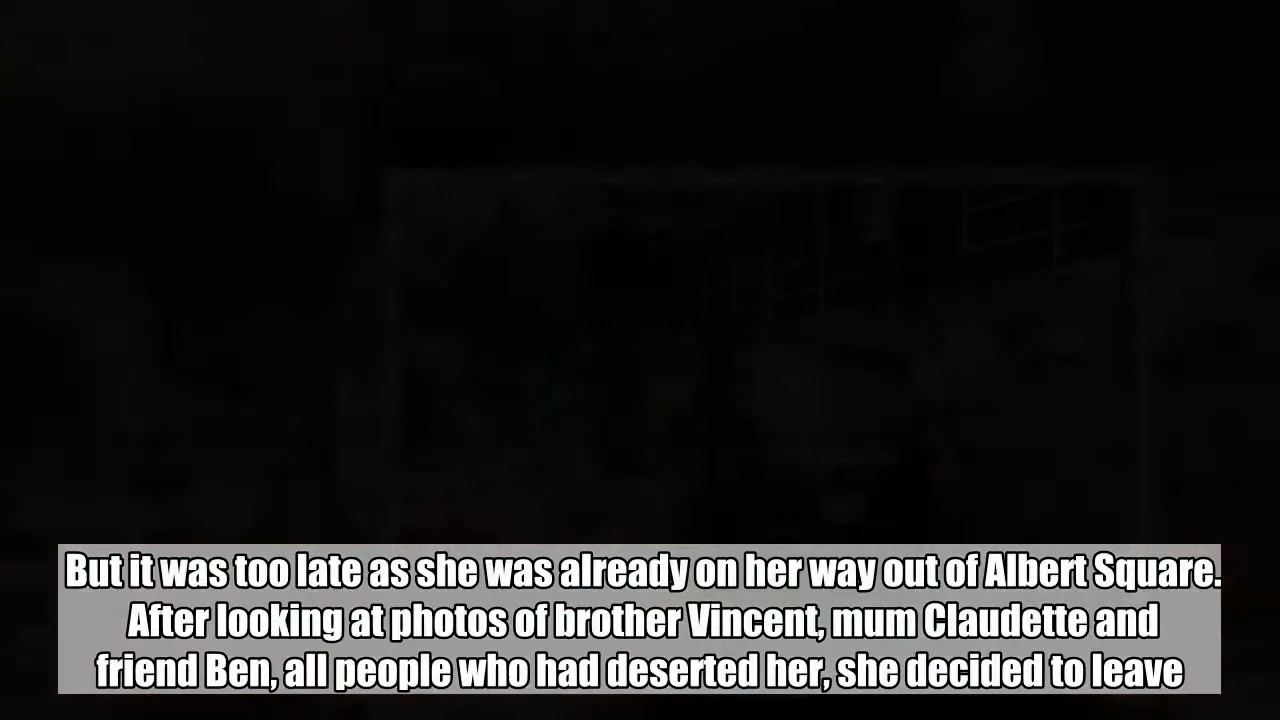 But it was too late as she was already on her way out of Albert Square.
After looking at photos of brother Vincent, mum Claudette and
friend Ben, all people who had deserted her, she decided to leave